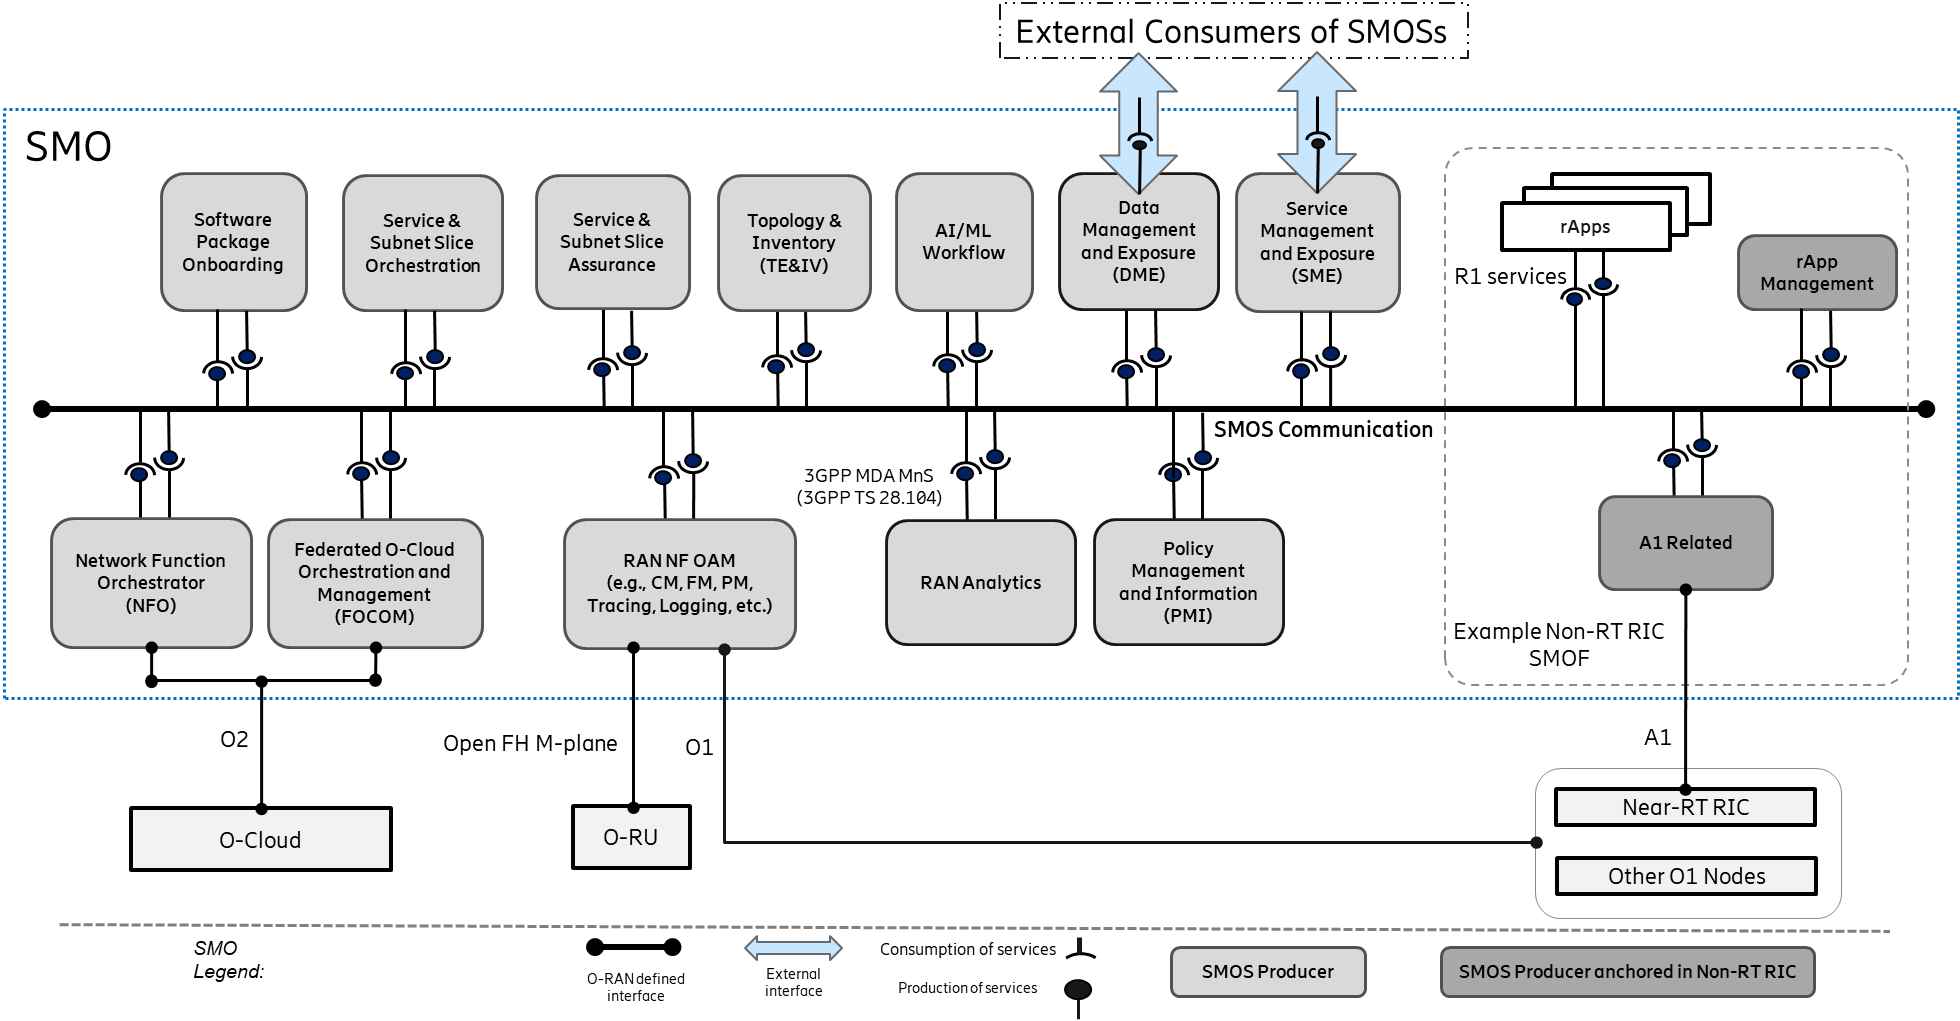 External Consumers of SMOSs
SMO
Software
Package
Onboarding
Service &
Subnet Slice
Orchestration
Service &
Subnet Slice
Assurance
Topology &
Inventory
(TE&IV)
AI/ML
Workflow
Data
Management
and Exposure
(DME)
Service
Management
and Exposure
(SME)
rApps
R1 services
rApp
Management
SMOS Communication
3GPP MDA MnS
(3GPP TS 28.104)
Network Function
Orchestrator
(NFO)
Federated O-Cloud
Orchestration and
Management
(FOCOM)
RAN NF OAM
(e.g., CM, FM, PM,
Tracing, Logging, etc.)
RAN Analytics
Policy
Management
and Information
(PMI)
A1 Related
Example Non-RT RIC
SMOF
O2
Open FH M-plane
O1
A1
O-Cloud
O-RU
Near-RT RIC
Other O1 Nodes
SMO
Legend:
O-RAN defined
interface
External
interface
Consumption of services
Production of services
SMOS Producer
SMOS Producer anchored in Non-RT RIC